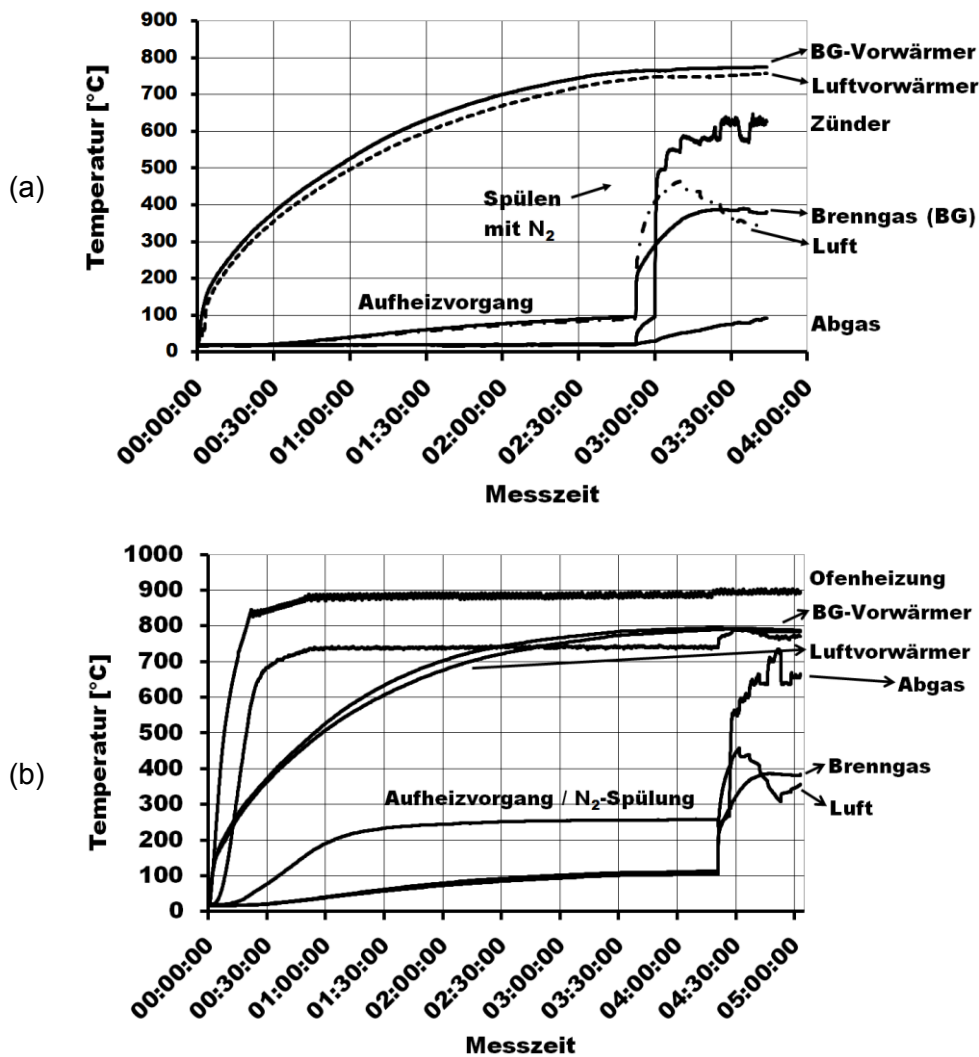 (a)
Temperatur [°C]
900
800
700
600
500
400
300
200
100
0
BG-Vorwärmer
Luftvorwärmer
Zünder
Spülen
mit N₂
Brenngas (BG)
Luft
Aufheizvorgang
Abgas
00:00:00
00:30:00
01:00:00
01:30:00
02:00:00
02:30:00
03:00:00
03:30:00
04:00:00
Messzeit
(b)
Temperatur [°C]
1000
900
800
700
600
500
400
300
200
100
0
Ofenheizung
BG-Vorwärmer
Luftvorwärmer
Abgas
Brenngas
Aufheizvorgang / N₂-Spülung
Luft
00:00:00
00:30:00
01:00:00
01:30:00
02:00:00
02:30:00
03:00:00
03:30:00
04:00:00
04:30:00
05:00:00
Messzeit